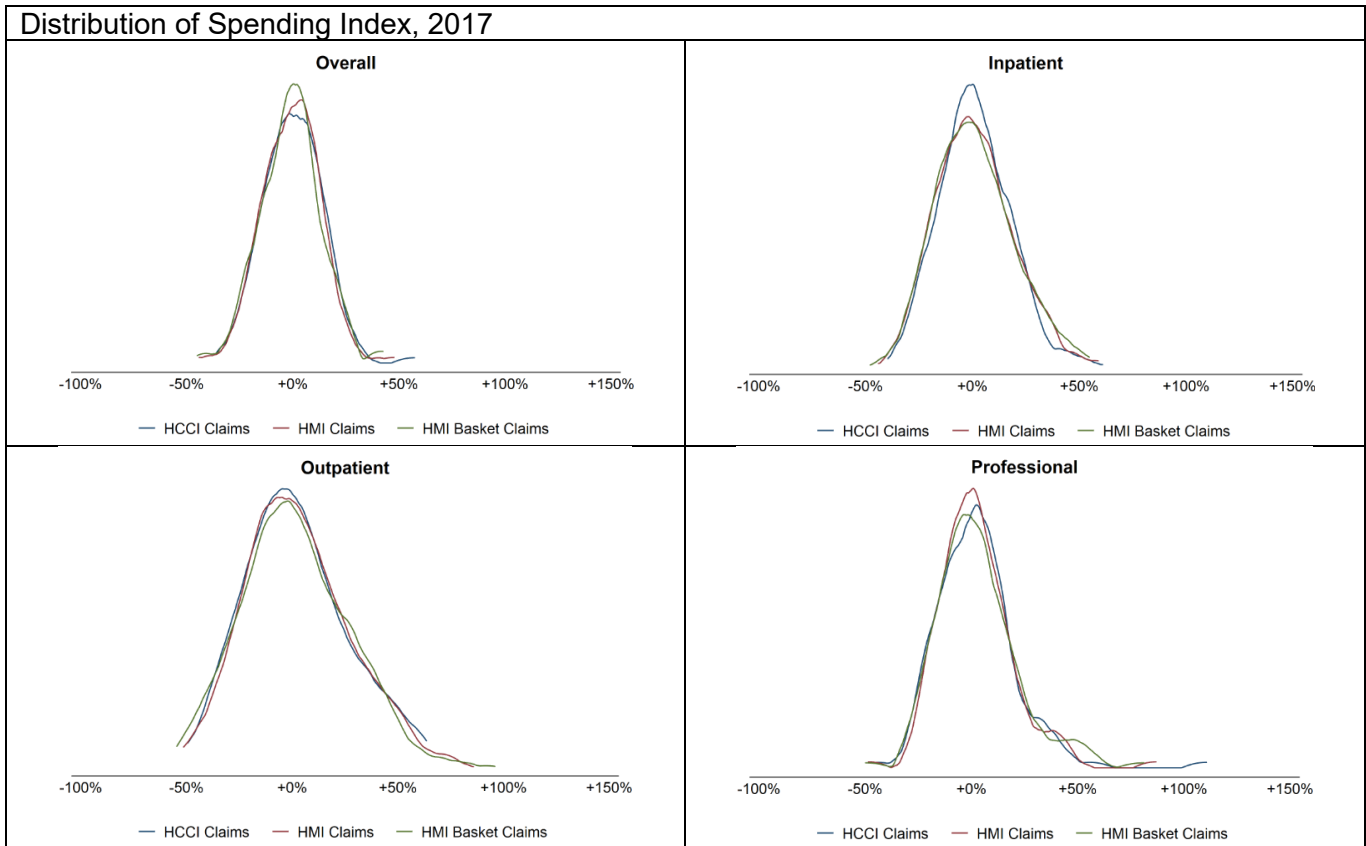 Distribution of Spending Index, 2017
Overall
-100% -50% +0% +50% +100% +150%
HCCI Claims HMI Claims HMI Basket Claims
Inpatient
-100% -50% +0% +50% +100% +150%
HCCI Claims HMI Claims HMI Basket Claims
Outpatient
-100% -50% +0% +50% +100% +150%
HCCI Claims HMI Claims HMI Basket Claims
Professional
-100% -50% +0% +50% +100% +150%
HCCI Claims HMI Claims HMI Basket Claims